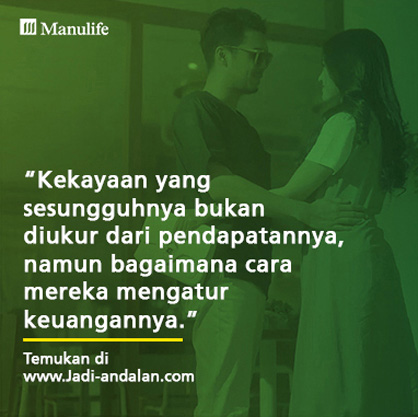 Manulife
“Kekayaan yang
sesungguhnya bukan
diukur dari pendapatannya,
namun bagaimana cara
mereka mengatur
keuangannya.”
Temukan di
www.Jadi-andalan.com